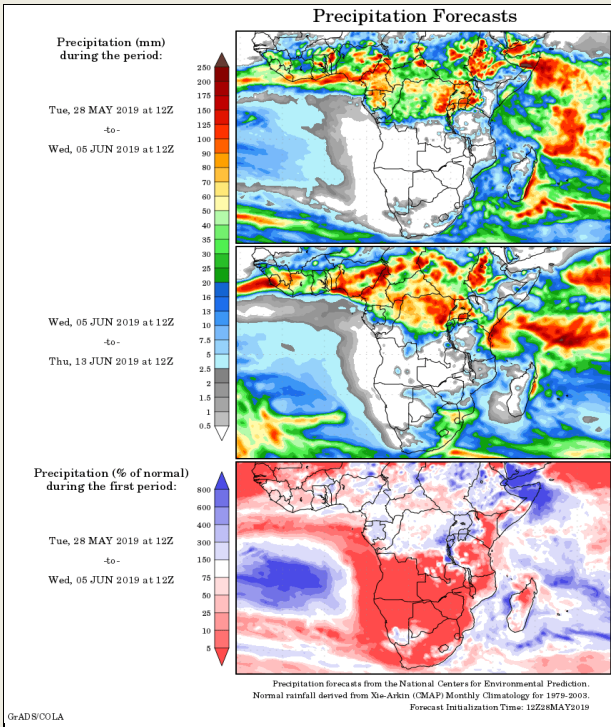 Precipitation Forecasts
Precipitation (mm)
during the period:
Tue, 28 MAY 2019 at 12Z
-to-
Wed, 05 JUN 2019 at 12Z
250
200
175
150
125
100
90
80
70
60
50
40
35
30
25
20
16
13
10
7.5
5
2.5
2
1.5
1
0.5
Wed, 05 JUN 2019 at 12Z
-to-
Thu, 13 JUN 2019 at 12Z
Precipitation (% of normal)
during the first period:
Tue, 28 MAY 2019 at 12Z
-to-
Wed, 05 JUN 2019 at 12Z
800
600
400
300
150
75
50
25
10
5
Precipitation forecasts from the National Centers for Environmental Prediction.
Normal rainfall derived from Xie-Arkin (CMAP) Monthly Climatology for 1979-2003.
Forecast Initialization Time: 12Z28MAY2019
GrADS/COLA